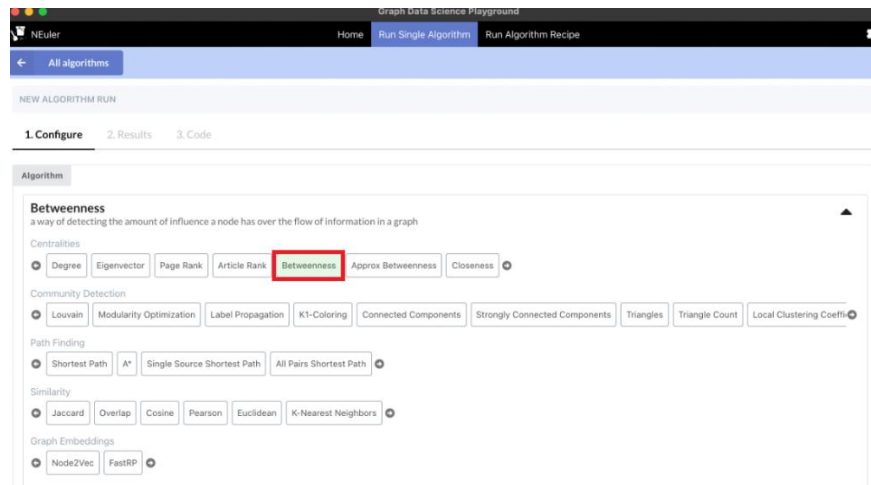 Graph Data Science Playground
NEuler Home Run Single Algorithm Run Algorithm Recipe
All algorithms
NEW ALGORITHM RUN
1. Configure 2. Results 3. Code
Algorithm
Betweenness
a way of detecting the amount of influence a node has over the flow of information in a graph
Centralities
Degree Eigenvector Page Rank Article Rank Betweenness Approx Betweenness Closeness
Community Detection
Louvain Modularity Optimization Label Propagation K1-Coloring Connected Components Strongly Connected Components Triangles Triangle Count Local Clustering Coeffi
Path Finding
Shortest Path A* Single Source Shortest Path All Pairs Shortest Path
Similarity
Jaccard Overlap Cosine Pearson Euclidean K-Nearest Neighbors
Graph Embeddings
Node2Vec FastRP